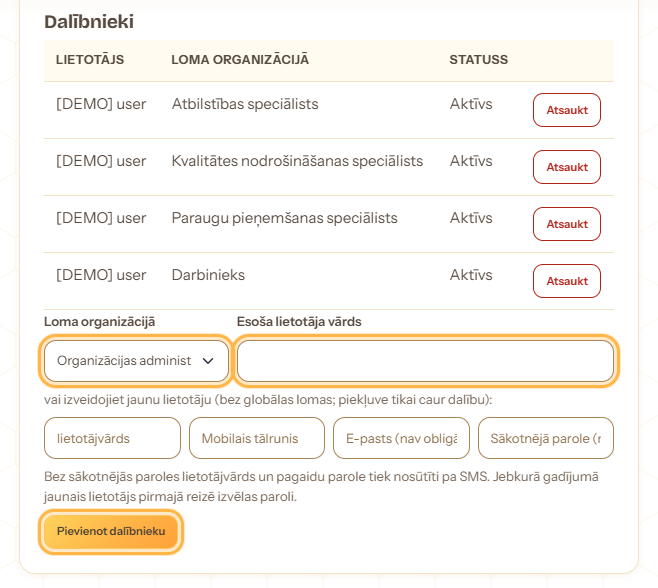 Dalībnieki
LIETOTĀJS LOMA ORGANIZĀCIJĀ STATUSS
[DEMO] user Atbilstības speciālists Aktīvs Atsaukt
[DEMO] user Kvalitātes nodrošināšanas speciālists Aktīvs Atsaukt
[DEMO] user Paraugu pieņemšanas speciālists Aktīvs Atsaukt
[DEMO] user Darbinieks Aktīvs Atsaukt
Loma organizācijā Esoša lietotāja vārds
Organizācijas administ
vai izveidojiet jaunu lietotāju (bez globālas lomas; piekļuve tikai caur dalību):
lietotājvārds Mobilais tālrunis E-pasts (nav obligā Sākotnējā parole (r
Bez sākotnējās paroles lietotājvārds un pagaidu parole tiek nosūtīti pa SMS. Jebkurā gadījumā
jaunais lietotājs pirmajā reizē izvēlas paroli.
Pievienot dalībnieku